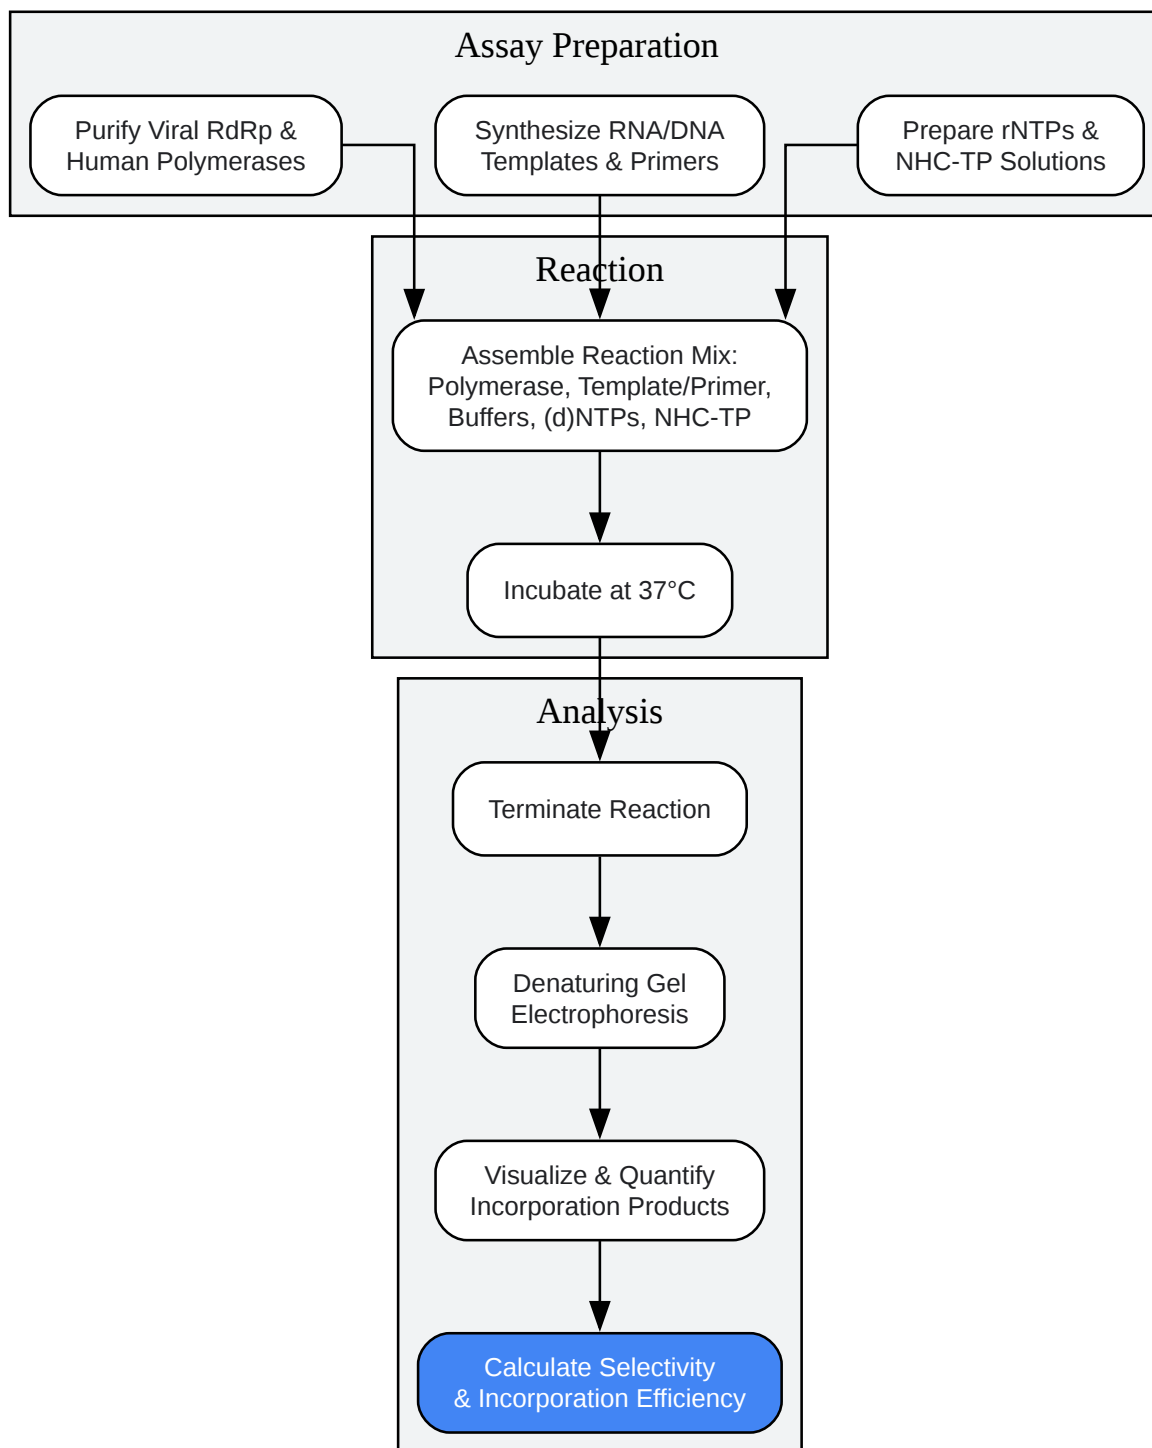 Assay Preparation
Purify Viral RdRp &
Human Polymerases
Synthesize RNA/DNA
Templates & Primers
Prepare rNTPs &
NHC-TP Solutions
Reaction
Assemble Reaction Mix:
Polymerase, Template/Primer,
Buffers, (d)NTPs, NHC-TP
Incubate at 37°C
Analysis
Terminate Reaction
Denaturing Gel
Electrophoresis
Visualize & Quantify
Incorporation Products
Calculate Selectivity
& Incorporation Efficiency